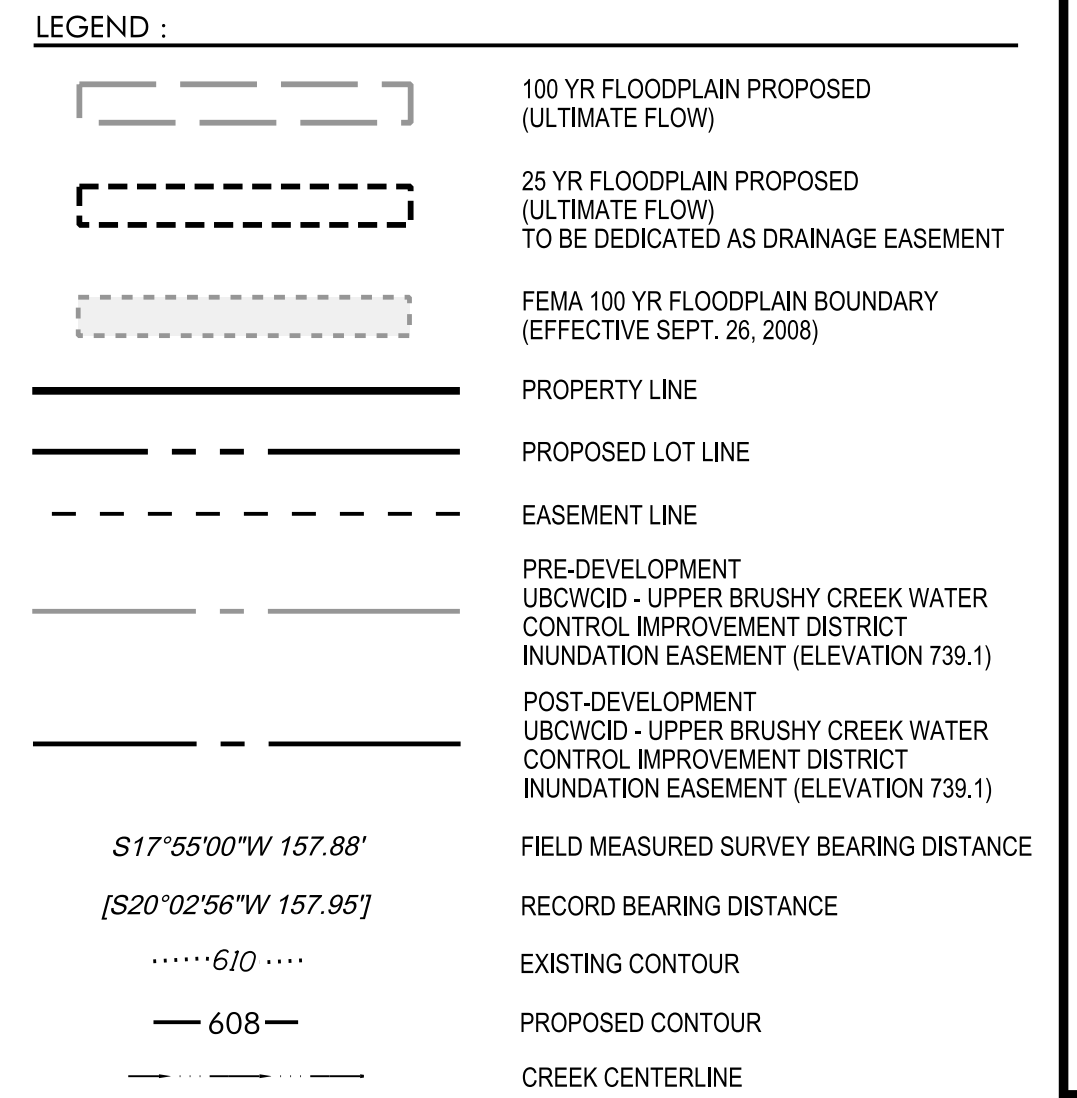 LEGEND :
100 YR FLOODPLAIN PROPOSED
(ULTIMATE FLOW)
25 YR FLOODPLAIN PROPOSED
(ULTIMATE FLOW)
TO BE DEDICATED AS DRAINAGE EASEMENT
FEMA 100 YR FLOODPLAIN BOUNDARY
(EFFECTIVE SEPT. 26, 2008)
PROPERTY LINE
PROPOSED LOT LINE
EASEMENT LINE
PRE-DEVELOPMENT
UBCWCID - UPPER BRUSHY CREEK WATER
CONTROL IMPROVEMENT DISTRICT
INUNDATION EASEMENT (ELEVATION 739.1)
POST-DEVELOPMENT
UBCWCID - UPPER BRUSHY CREEK WATER
CONTROL IMPROVEMENT DISTRICT
INUNDATION EASEMENT (ELEVATION 739.1)
S17°55'00"W 157.88' FIELD MEASURED SURVEY BEARING DISTANCE
[S20°02'56"W 157.95'] RECORD BEARING DISTANCE
610 EXISTING CONTOUR
608 PROPOSED CONTOUR
CREEK CENTERLINE